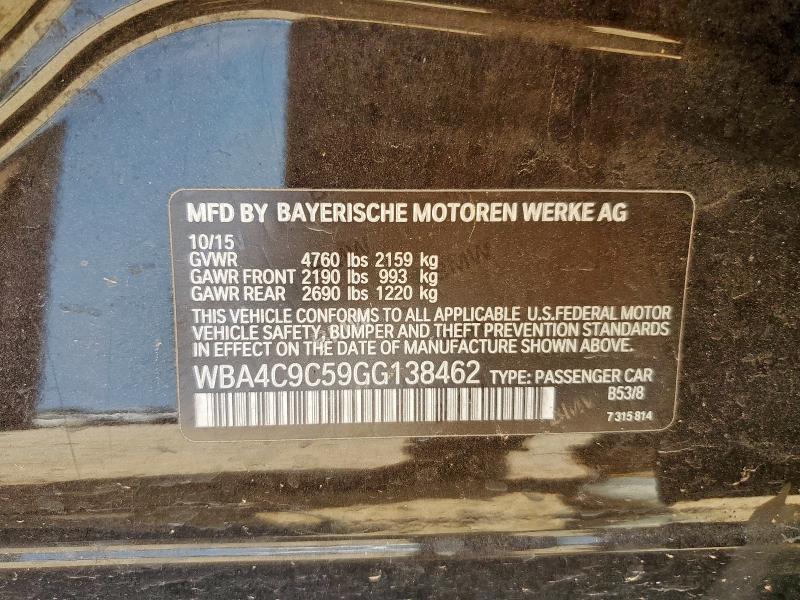 MFD BY BAYERISCHE MOTOREN WERKE AG
10/15
GVWR 4760 lbs 2159 kg
GAWR FRONT 2190 lbs 993 kg
GAWR REAR 2690 lbs 1220 kg
THIS VEHICLE CONFORMS TO ALL APPLICABLE U.S.FEDERAL MOTOR
VEHICLE SAFETY, BUMPER AND THEFT PREVENTION STANDARDS
IN EFFECT ON THE DATE OF MANUFACTURE SHOWN ABOVE.
WBA4C9C59GG138462 TYPE: PASSENGER CAR
B53/8
7 315 814